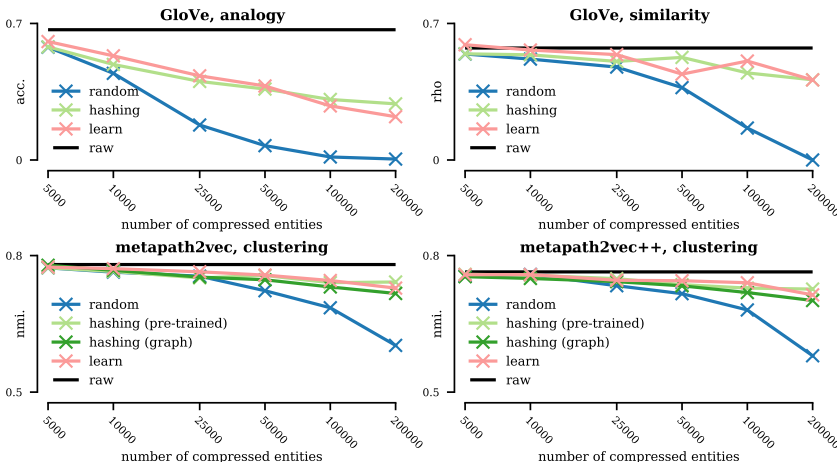 GloVe, analogy
0.7
acc.
0
random
hashing
learn
raw
5000
10000
25000
50000
100000
200000
number of compressed entities
GloVe, similarity
0.7
rho
0
random
hashing
learn
raw
5000
10000
25000
50000
100000
200000
number of compressed entities
metapath2vec, clustering
0.8
nmi.
0.5
random
hashing (pre-trained)
hashing (graph)
learn
raw
5000
10000
25000
50000
100000
200000
number of compressed entities
metapath2vec++, clustering
0.8
nmi.
0.5
random
hashing (pre-trained)
hashing (graph)
learn
raw
5000
10000
25000
50000
100000
200000
number of compressed entities